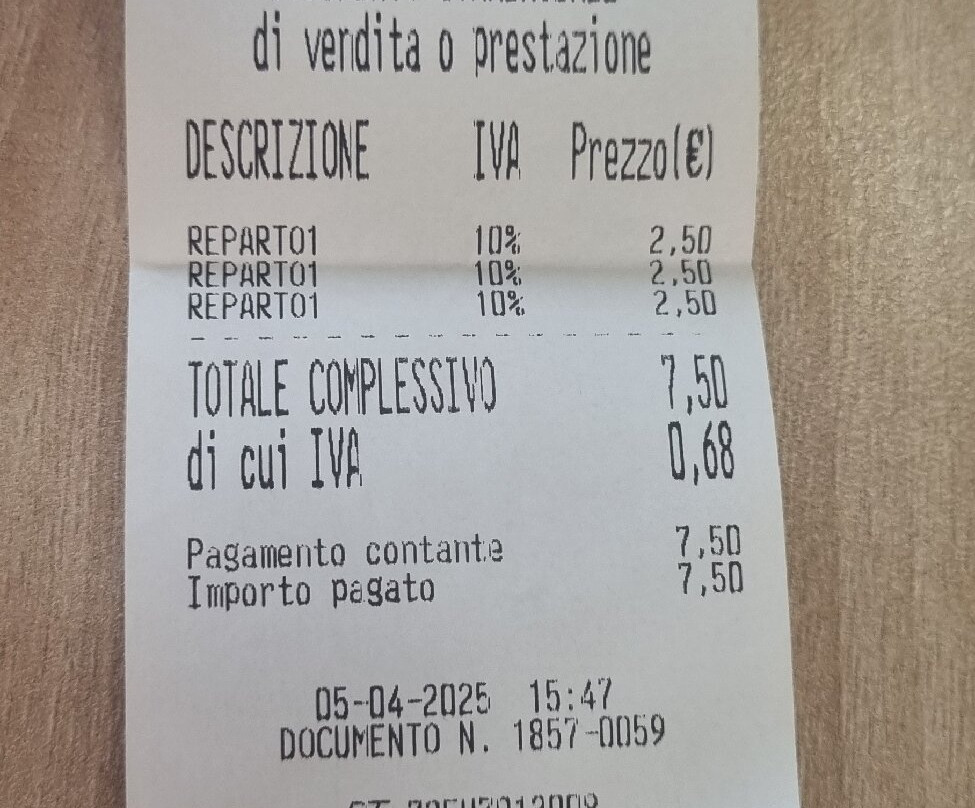 di vendita o prestazione
DESCRIZIONE IVA Prezzo(€)
REPARTO1 10% 2,50
REPARTO1 10% 2,50
REPARTO1 10% 2,50
TOTALE COMPLESSIVO 7,50
di cui IVA 0,68
Pagamento contante 7,50
Importo pagato 7,50
05-04-2025 15:47
DOCUMENTO N. 1857-0059